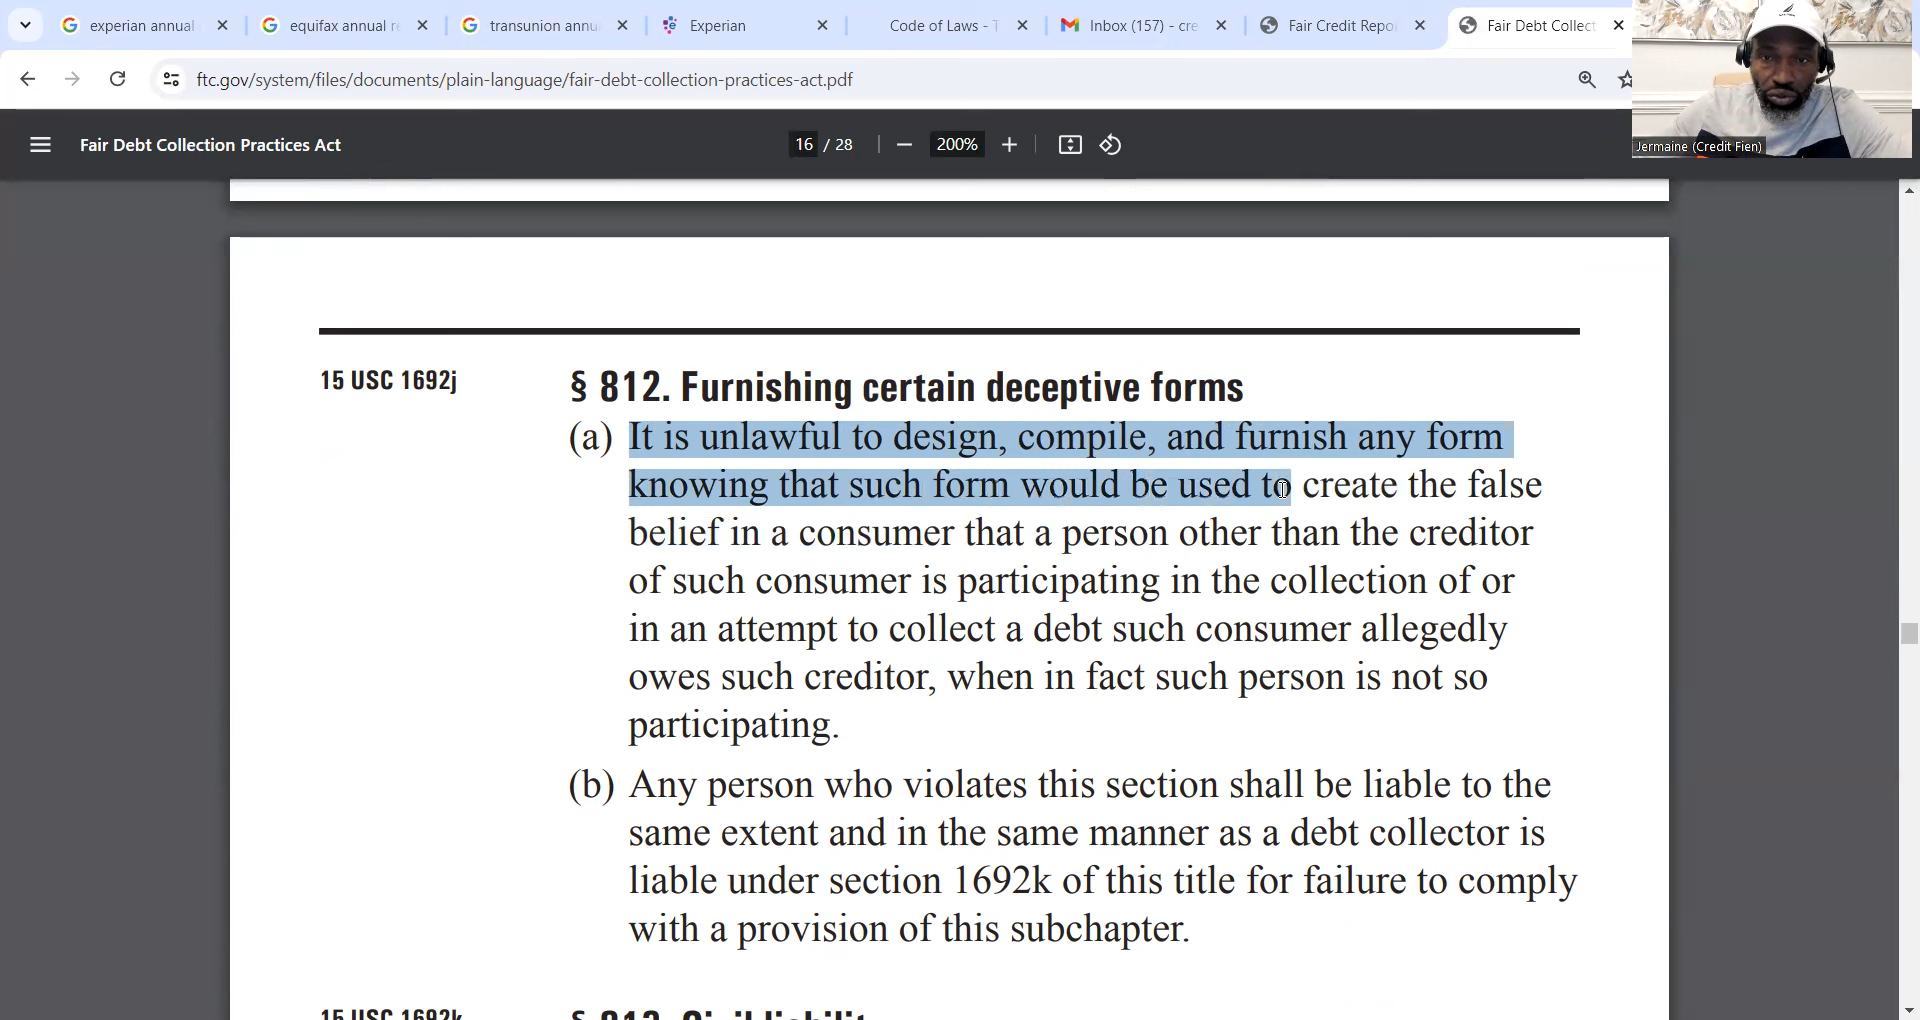 experian annual
equifax annual re
transunion annu
Experian
Code of Laws - T
Inbox (157) - cre
Fair Credit Repo
Fair Debt Collect
ftc.gov/system/files/documents/plain-language/fair-debt-collection-practices-act.pdf
Jermaine (Credit Fien)
Fair Debt Collection Practices Act
16 / 28
200%
15 USC 1692j
§ 812. Furnishing certain deceptive forms
(a) It is unlawful to design, compile, and furnish any form
knowing that such form would be used to create the false
belief in a consumer that a person other than the creditor
of such consumer is participating in the collection of or
in an attempt to collect a debt such consumer allegedly
owes such creditor, when in fact such person is not so
participating.
(b) Any person who violates this section shall be liable to the
same extent and in the same manner as a debt collector is
liable under section 1692k of this title for failure to comply
with a provision of this subchapter.
15 USC 1692k
§ 813. Civil liability